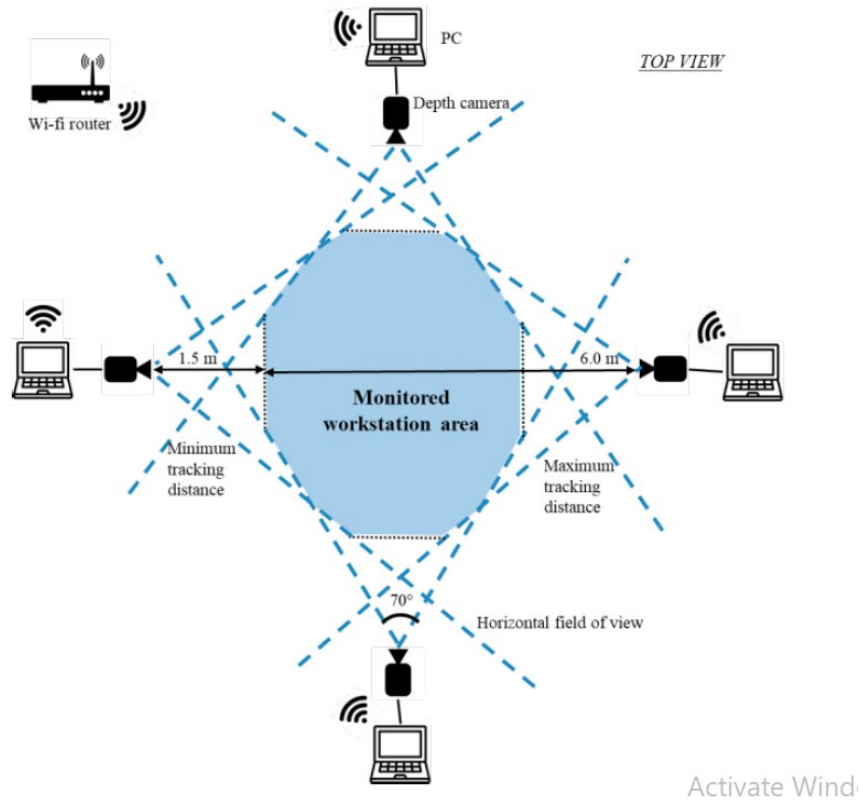 PC
TOP VIEW
Depth camera
Wi-fi router
1.5 m
6.0 m
Monitored
workstation area
Minimum
tracking
distance
Maximum
tracking
distance
70°
Horizontal field of view